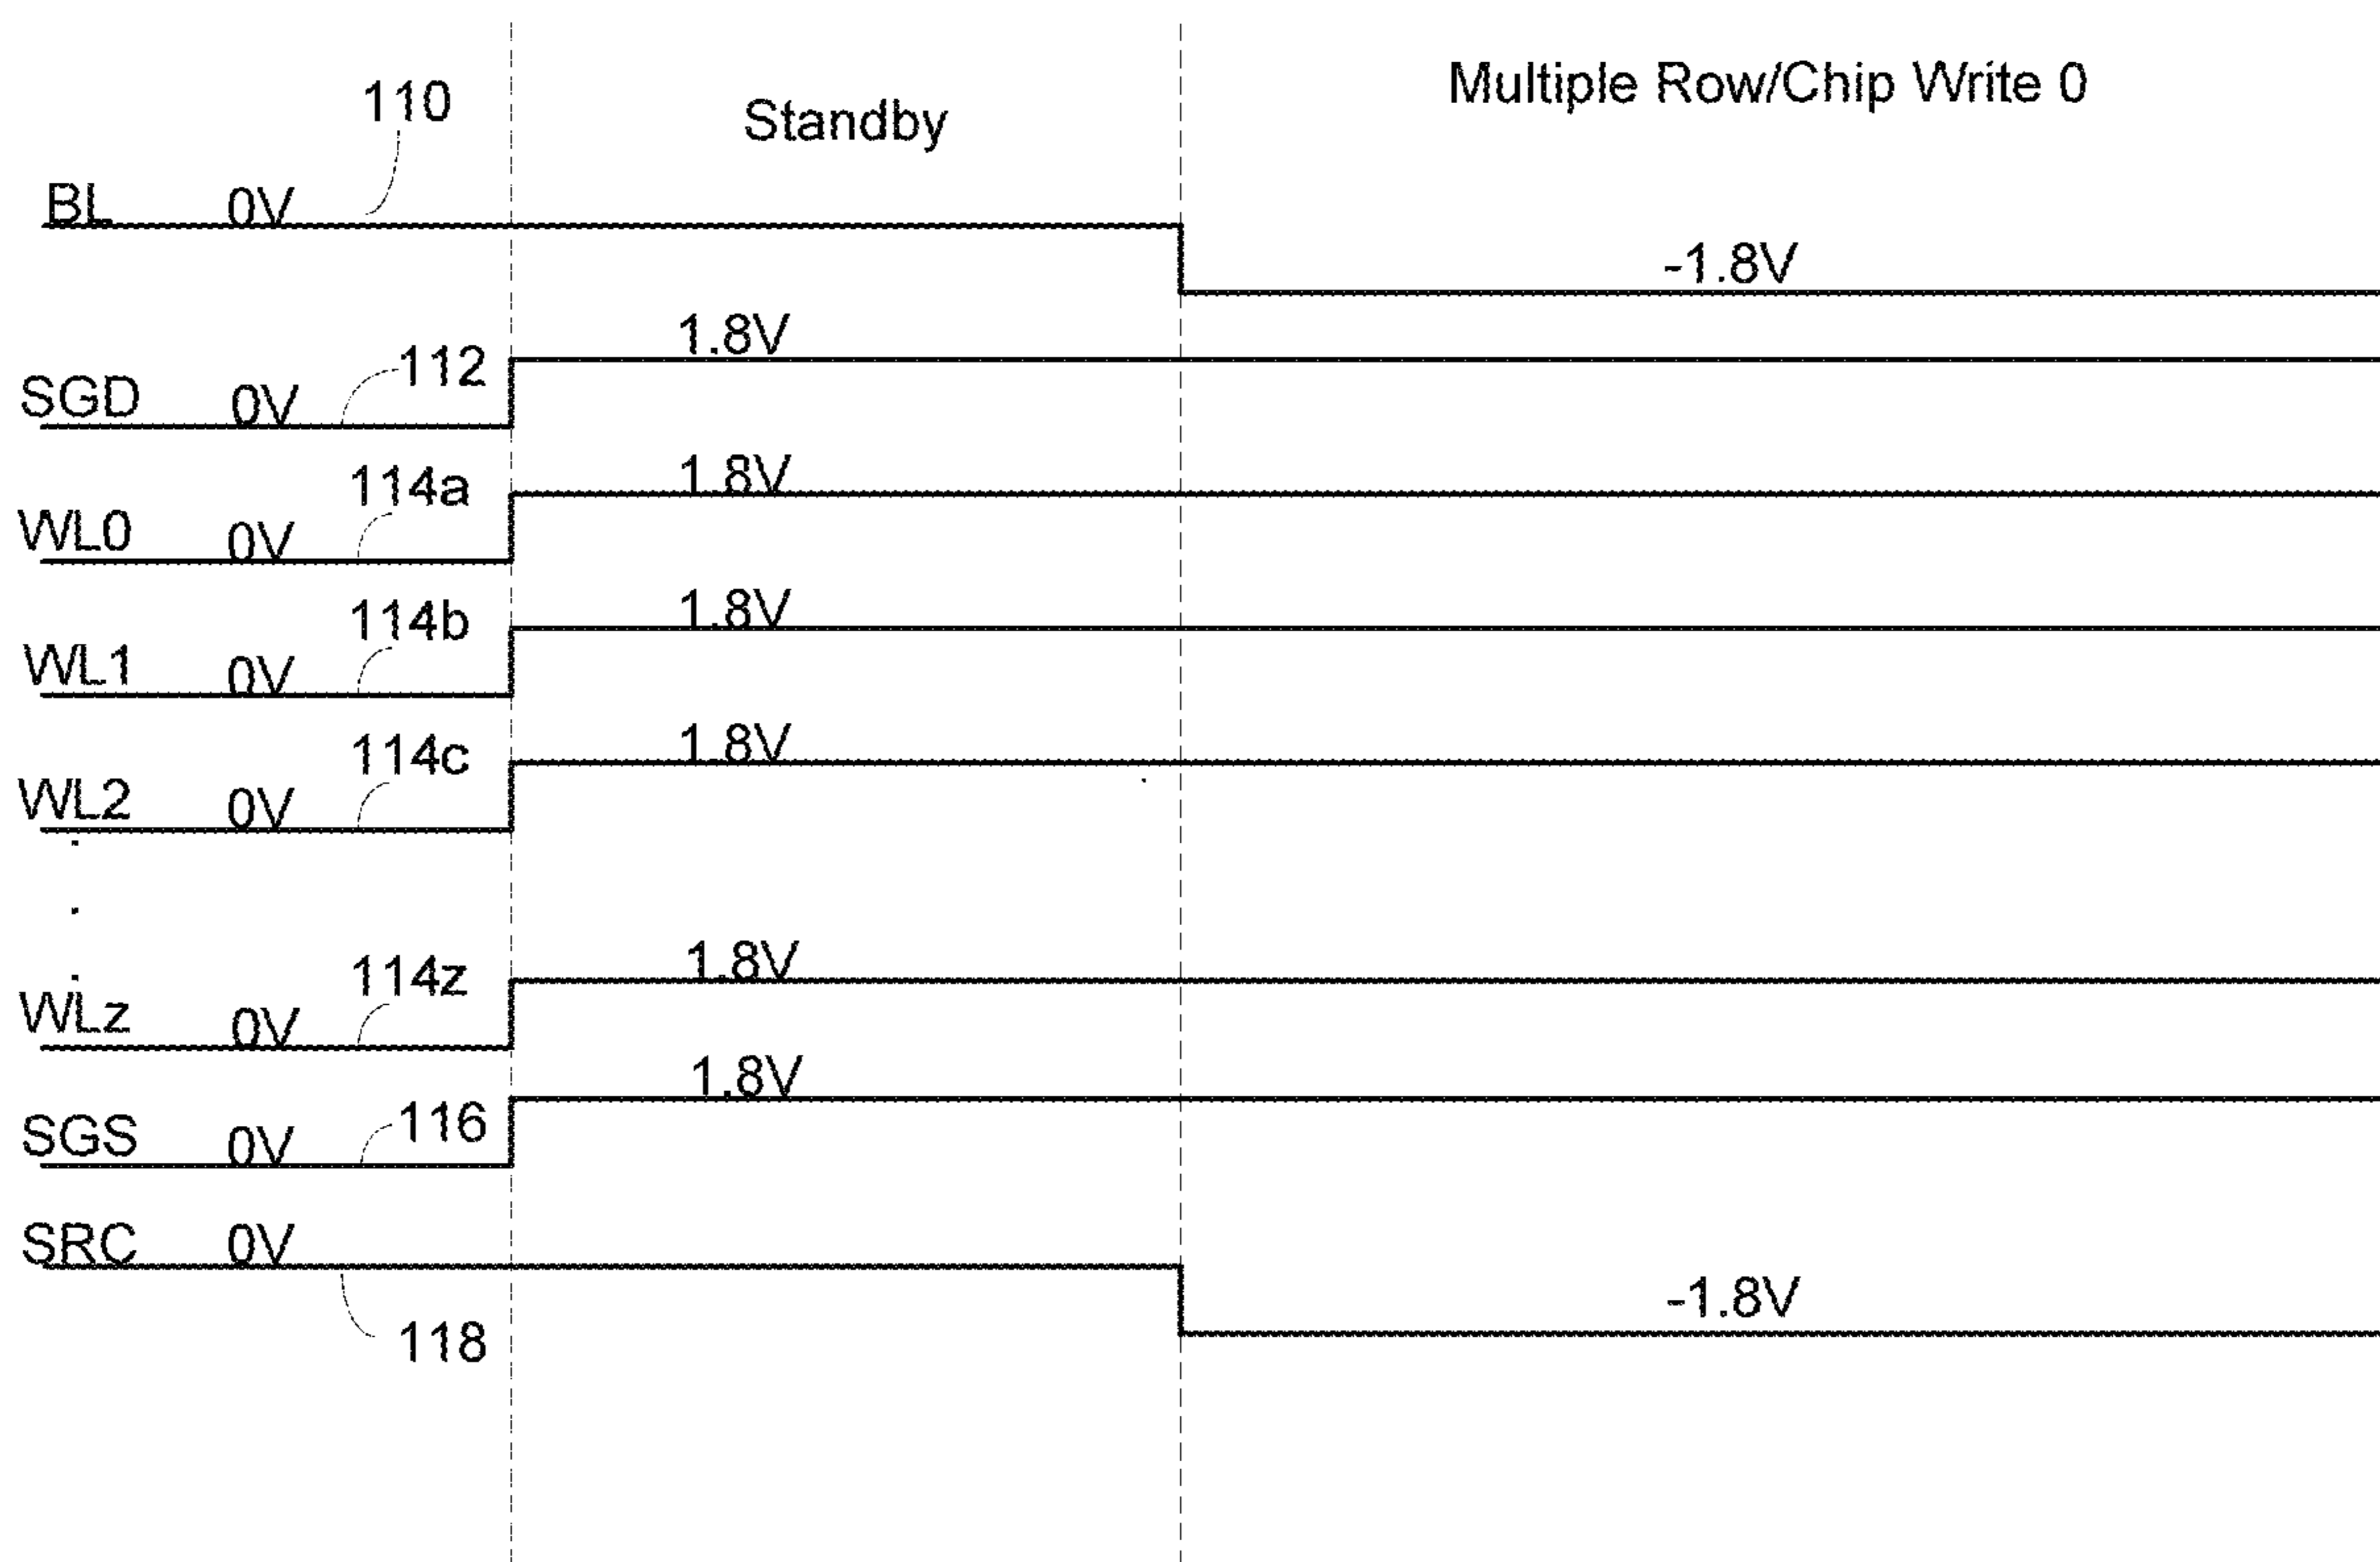 Multiple Row/Chip Write 0
110
Standby
BL 0V
-1.8V
1.8V
112
SGD 0V
1.8V
114a
WL0 0V
1.8V
114b
WL1 0V
1.8V
114c
WL2 0V
.
.
.
1.8V
114z
WLz 0V
1.8V
116
SGS 0V
SRC 0V
-1.8V
118